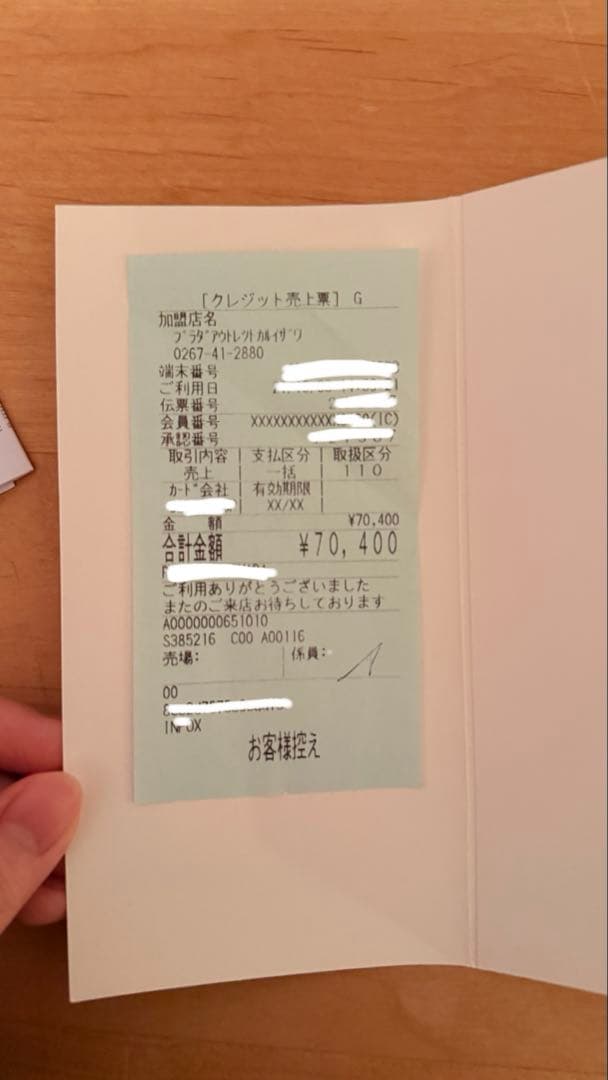 [クレジット売上票] G
加盟店名
プラダアウトレットカルイザワ
0267-41-2880
端末番号
ご利用日
伝票番号
会員番号 XXXXXXXXXXX (IC)
承認番号
取引内容 支払区分 取扱区分
売上 一括 110
カード会社 有効期限
XX/XX
金 額 ¥70,400
合計金額 ¥70,400
ご利用ありがとうございました
またのご来店お待ちしております
A0000000651010
S385216 C00 A00116
売場: 係員:
00
INFOX
お客様控え